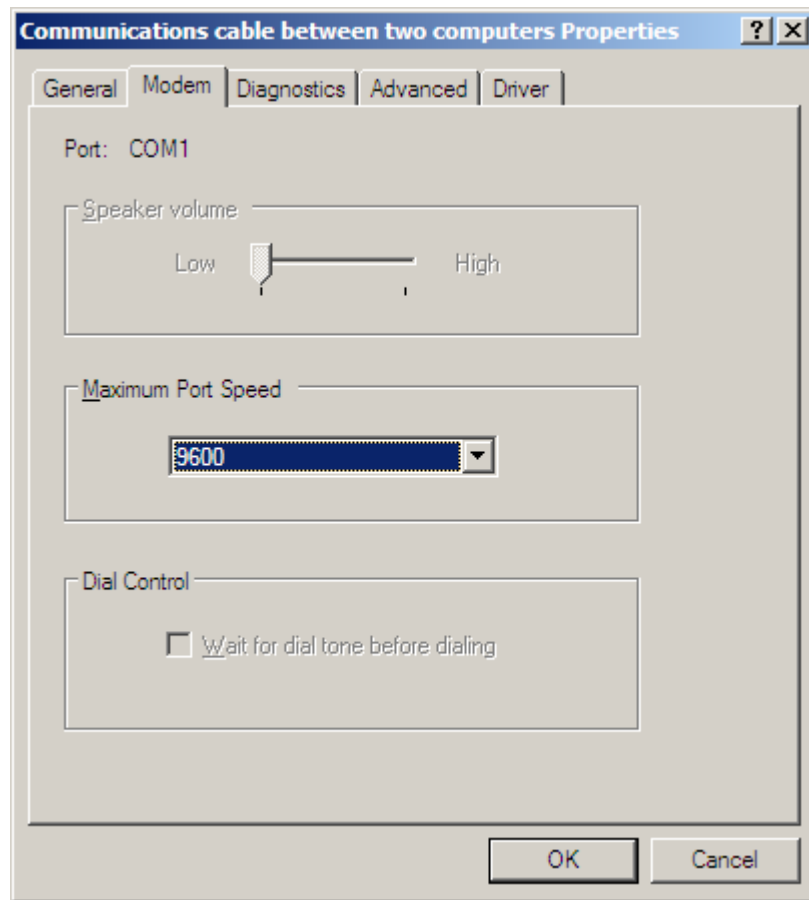 Communications cable between two computers Properties
General Modem Diagnostics Advanced Driver
Port: COM1
Speaker volume
Low High
Maximum Port Speed
9600
Dial Control
Wait for dial tone before dialing
OK Cancel